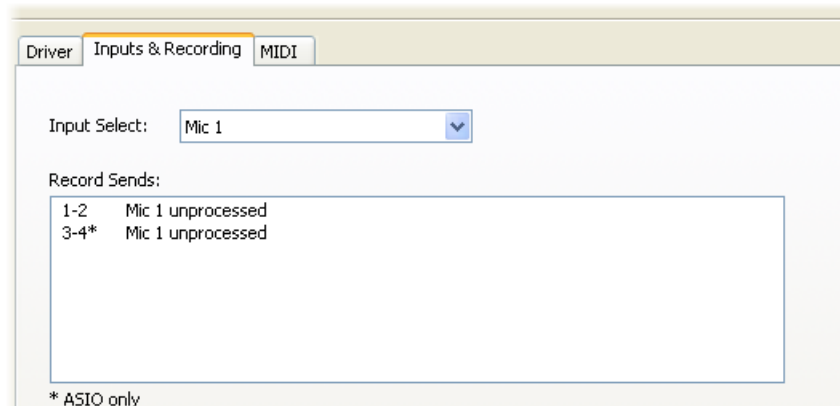 Driver Inputs & Recording MIDI
Input Select: Mic 1
Record Sends:
1-2 Mic 1 unprocessed
3-4* Mic 1 unprocessed
* ASIO only